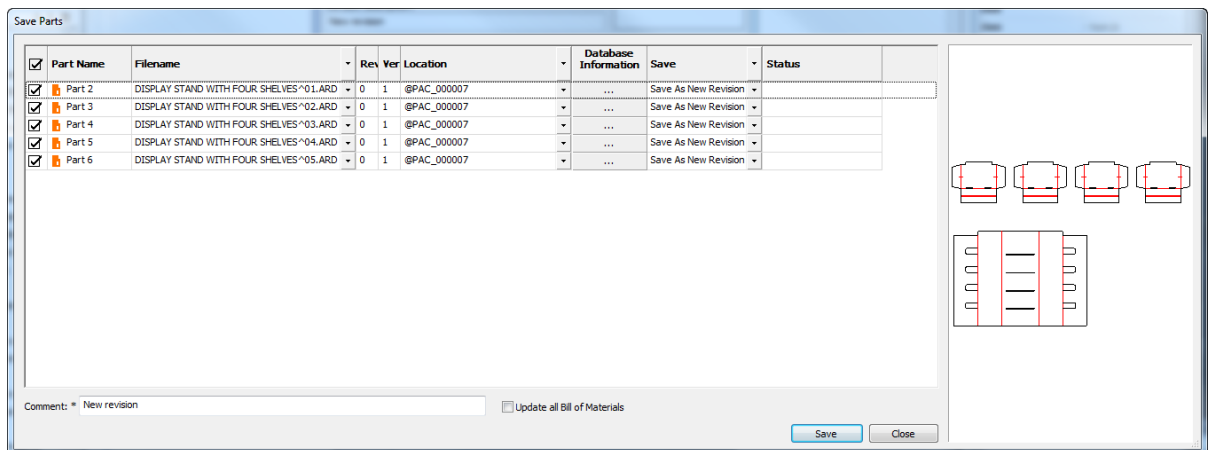 Save Parts
Part Name Filename Rev Ver Location Database Information Save Status
Part 2 DISPLAY STAND WITH FOUR SHELVES^01.ARD 0 1 @PAC_000007 ... Save As New Revision
Part 3 DISPLAY STAND WITH FOUR SHELVES^02.ARD 0 1 @PAC_000007 ... Save As New Revision
Part 4 DISPLAY STAND WITH FOUR SHELVES^03.ARD 0 1 @PAC_000007 ... Save As New Revision
Part 5 DISPLAY STAND WITH FOUR SHELVES^04.ARD 0 1 @PAC_000007 ... Save As New Revision
Part 6 DISPLAY STAND WITH FOUR SHELVES^05.ARD 0 1 @PAC_000007 ... Save As New Revision
Comment: * New revision Update all Bill of Materials
Save Close